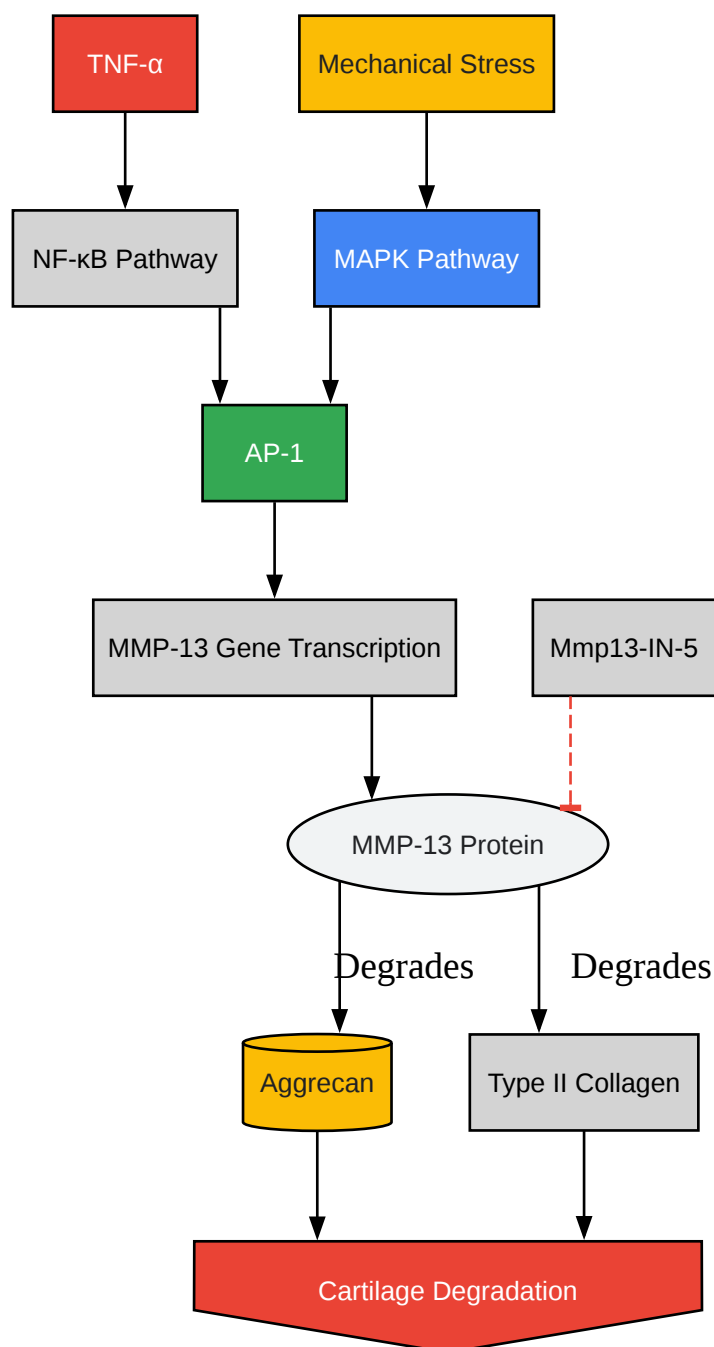 TNF-α
Mechanical Stress
NF-κB Pathway
MAPK Pathway
AP-1
MMP-13 Gene Transcription
Mmp13-IN-5
MMP-13 Protein
Degrades
Degrades
Aggrecan
Type II Collagen
Cartilage Degradation